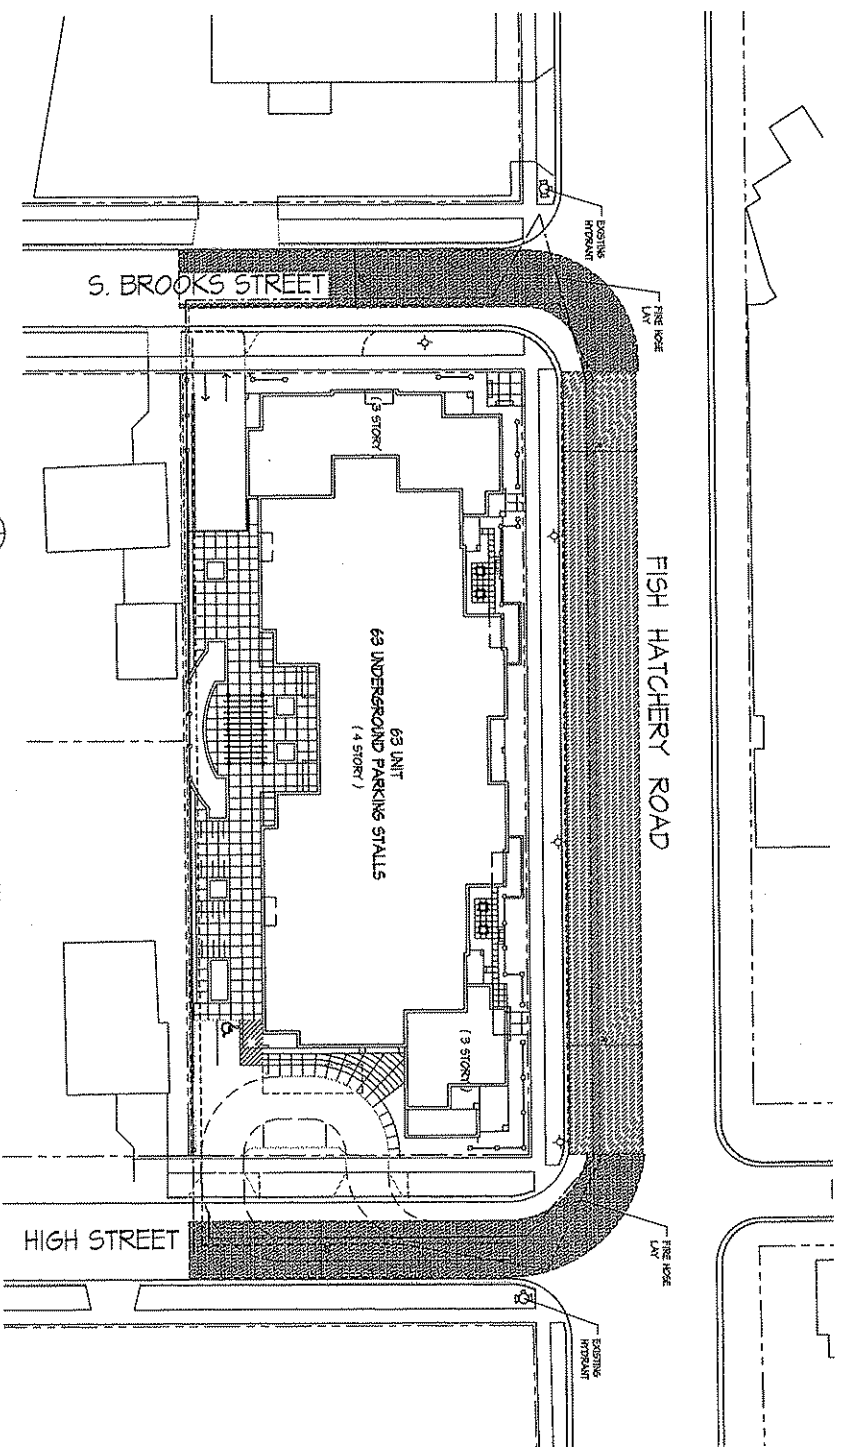 EXISTING
HYDRANT
S. BROOKS STREET
FIRE HOSE
LAY
( 3 STORY )
FISH HATCHERY ROAD
63 UNIT
63 UNDERGROUND PARKING STALLS
( 4 STORY )
( 3 STORY )
HIGH STREET
FIRE HOSE
LAY
EXISTING
HYDRANT